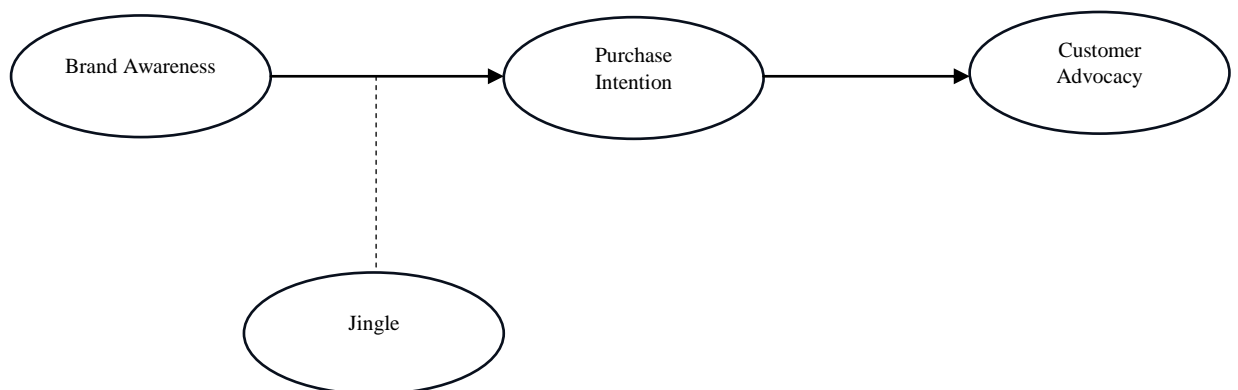 Brand Awareness
Purchase
Intention
Customer
Advocacy
Jingle